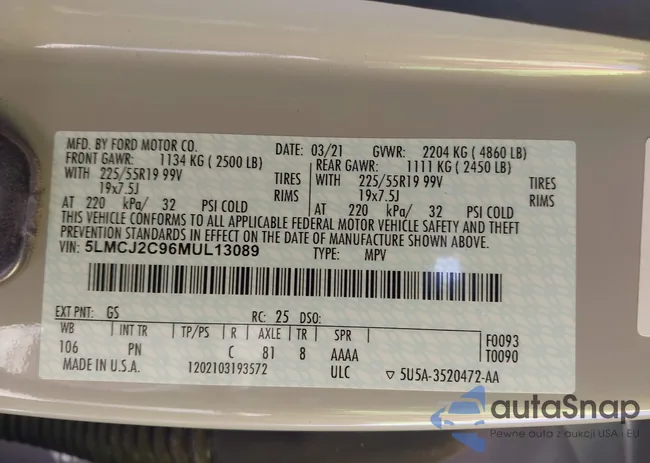 MFD. BY FORD MOTOR CO. DATE: 03/21 GVWR: 2204 KG ( 4860 LB)
FRONT GAWR: 1134 KG ( 2500 LB) REAR GAWR: 1111 KG ( 2450 LB)
WITH 225/55R19 99V TIRES WITH 225/55R19 99V TIRES
19x7.5J RIMS 19x7.5J RIMS
AT 220 kPa/ 32 PSI COLD AT 220 kPa/ 32 PSI COLD
THIS VEHICLE CONFORMS TO ALL APPLICABLE FEDERAL MOTOR VEHICLE SAFETY AND THEFT
PREVENTION STANDARDS IN EFFECT ON THE DATE OF MANUFACTURE SHOWN ABOVE.
VIN: 5LMCJ2C96MUL13089 TYPE: MPV
EXT PNT: GS RC: 25 DSO:
WB INT TR TP/PS R AXLE TR SPR F0093
106 PN C 81 8 AAAA T0090
MADE IN U.S.A. 1202103193572 ULC ▽ 5U5A-3520472-AA
autoSnap
Pewne auta z aukcji USA - EU